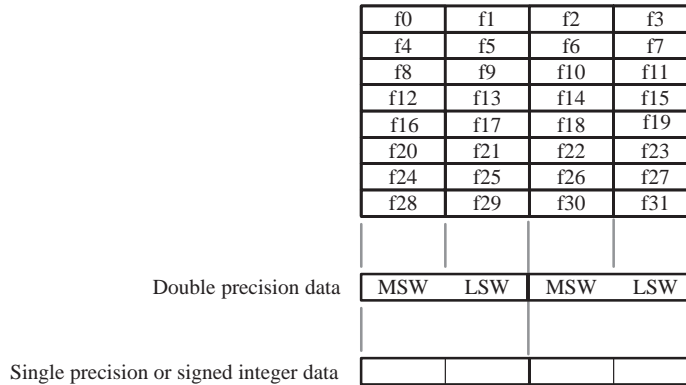 f0 f1 f2 f3
f4 f5 f6 f7
f8 f9 f10 f11
f12 f13 f14 f15
f16 f17 f18 f19
f20 f21 f22 f23
f24 f25 f26 f27
f28 f29 f30 f31
Double precision data MSW LSW MSW LSW
Single precision or signed integer data